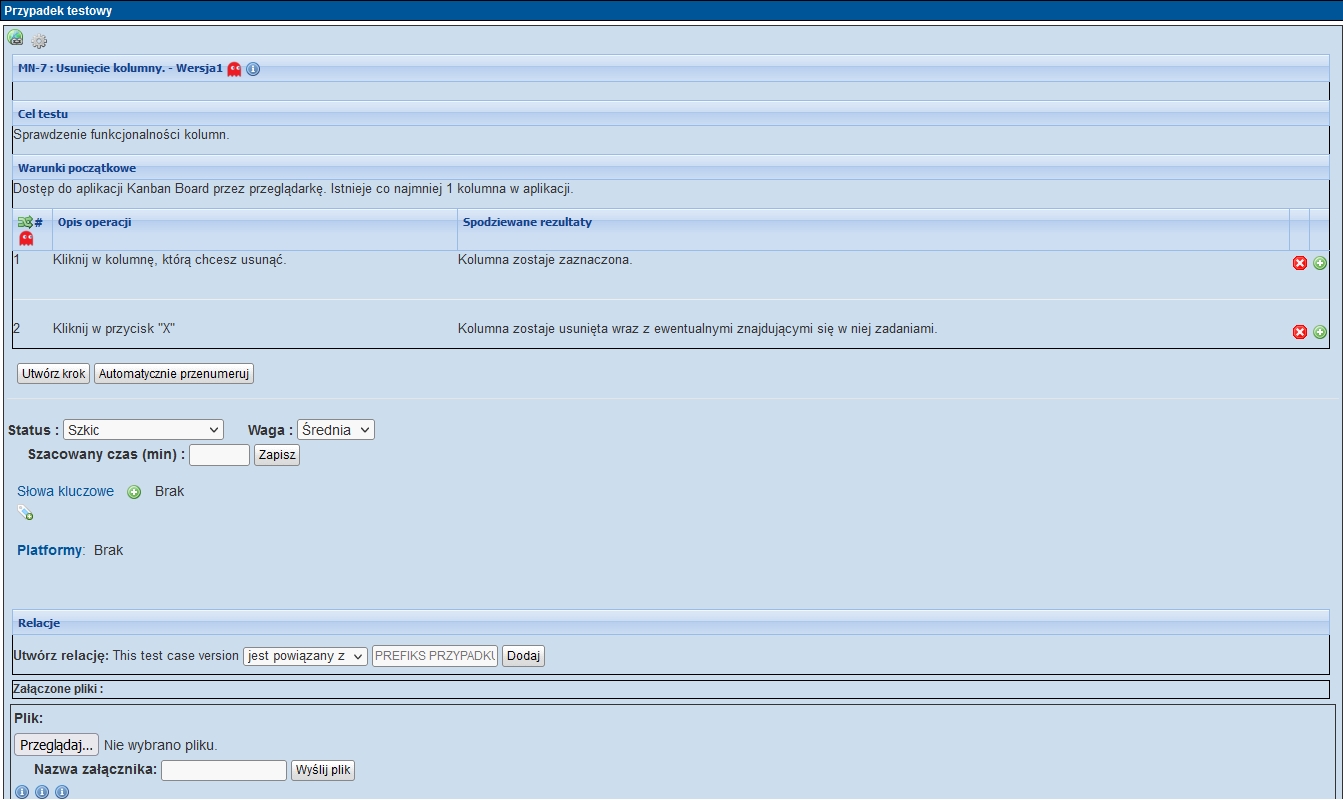 Przypadek testowy
MN-7 : Usunięcie kolumny. - Wersja1
Cel testu
Sprawdzenie funkcjonalności kolumn.
Warunki początkowe
Dostęp do aplikacji Kanban Board przez przeglądarkę. Istnieje co najmniej 1 kolumna w aplikacji.
# Opis operacji Spodziewane rezultaty
1 Kliknij w kolumnę, którą chcesz usunąć. Kolumna zostaje zaznaczona.
2 Kliknij w przycisk "X" Kolumna zostaje usunięta wraz z ewentualnymi znajdującymi się w niej zadaniami.
Utwórz krok Automatycznie przenumeruj
Status : Szkic Waga : Średnia
Szacowany czas (min) : Zapisz
Słowa kluczowe Brak
Platformy: Brak
Relacje
Utwórz relację: This test case version jest powiązany z PREFIKS PRZYPADKU Dodaj
Załączone pliki :
Plik:
Przeglądaj... Nie wybrano pliku.
Nazwa załącznika: Wyślij plik